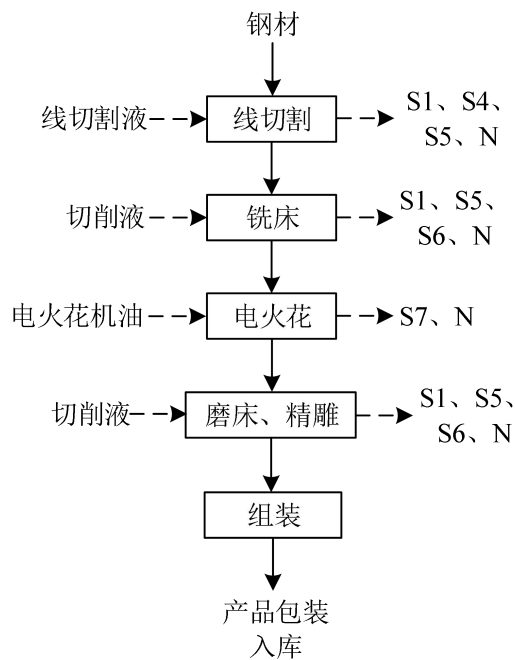 钢材
线切割液
线切割
S1、S4、
S5、N
切削液
铣床
S1、S5、
S6、N
电火花机油
电火花
S7、N
切削液
磨床、精雕
S1、S5、
S6、N
组装
产品包装
入库